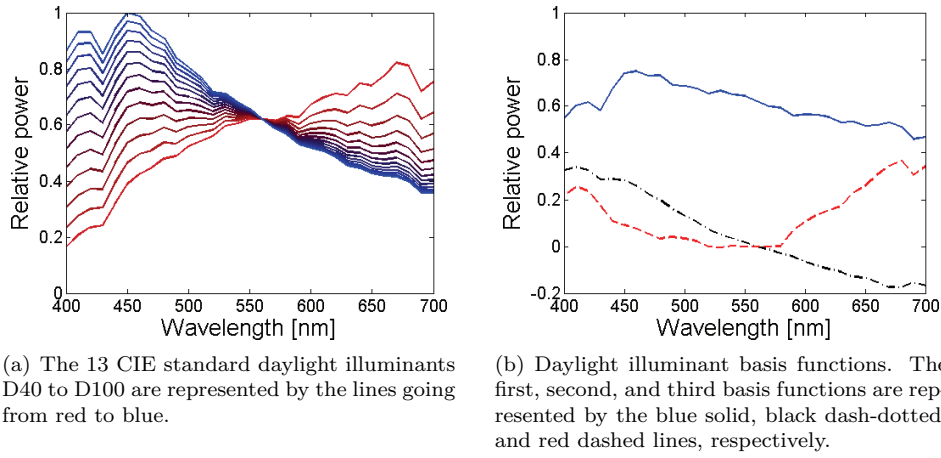 1
0.8
0.6
0.4
0.2
0
Relative power
400 450 500 550 600 650 700
Wavelength [nm]
1
0.8
0.6
0.4
0.2
0
-0.2
Relative power
400 450 500 550 600 650 700
Wavelength [nm]
(a) The 13 CIE standard daylight illuminants
D40 to D100 are represented by the lines going
from red to blue.
(b) Daylight illuminant basis functions. The
first, second, and third basis functions are rep-
resented by the blue solid, black dash-dotted
and red dashed lines, respectively.